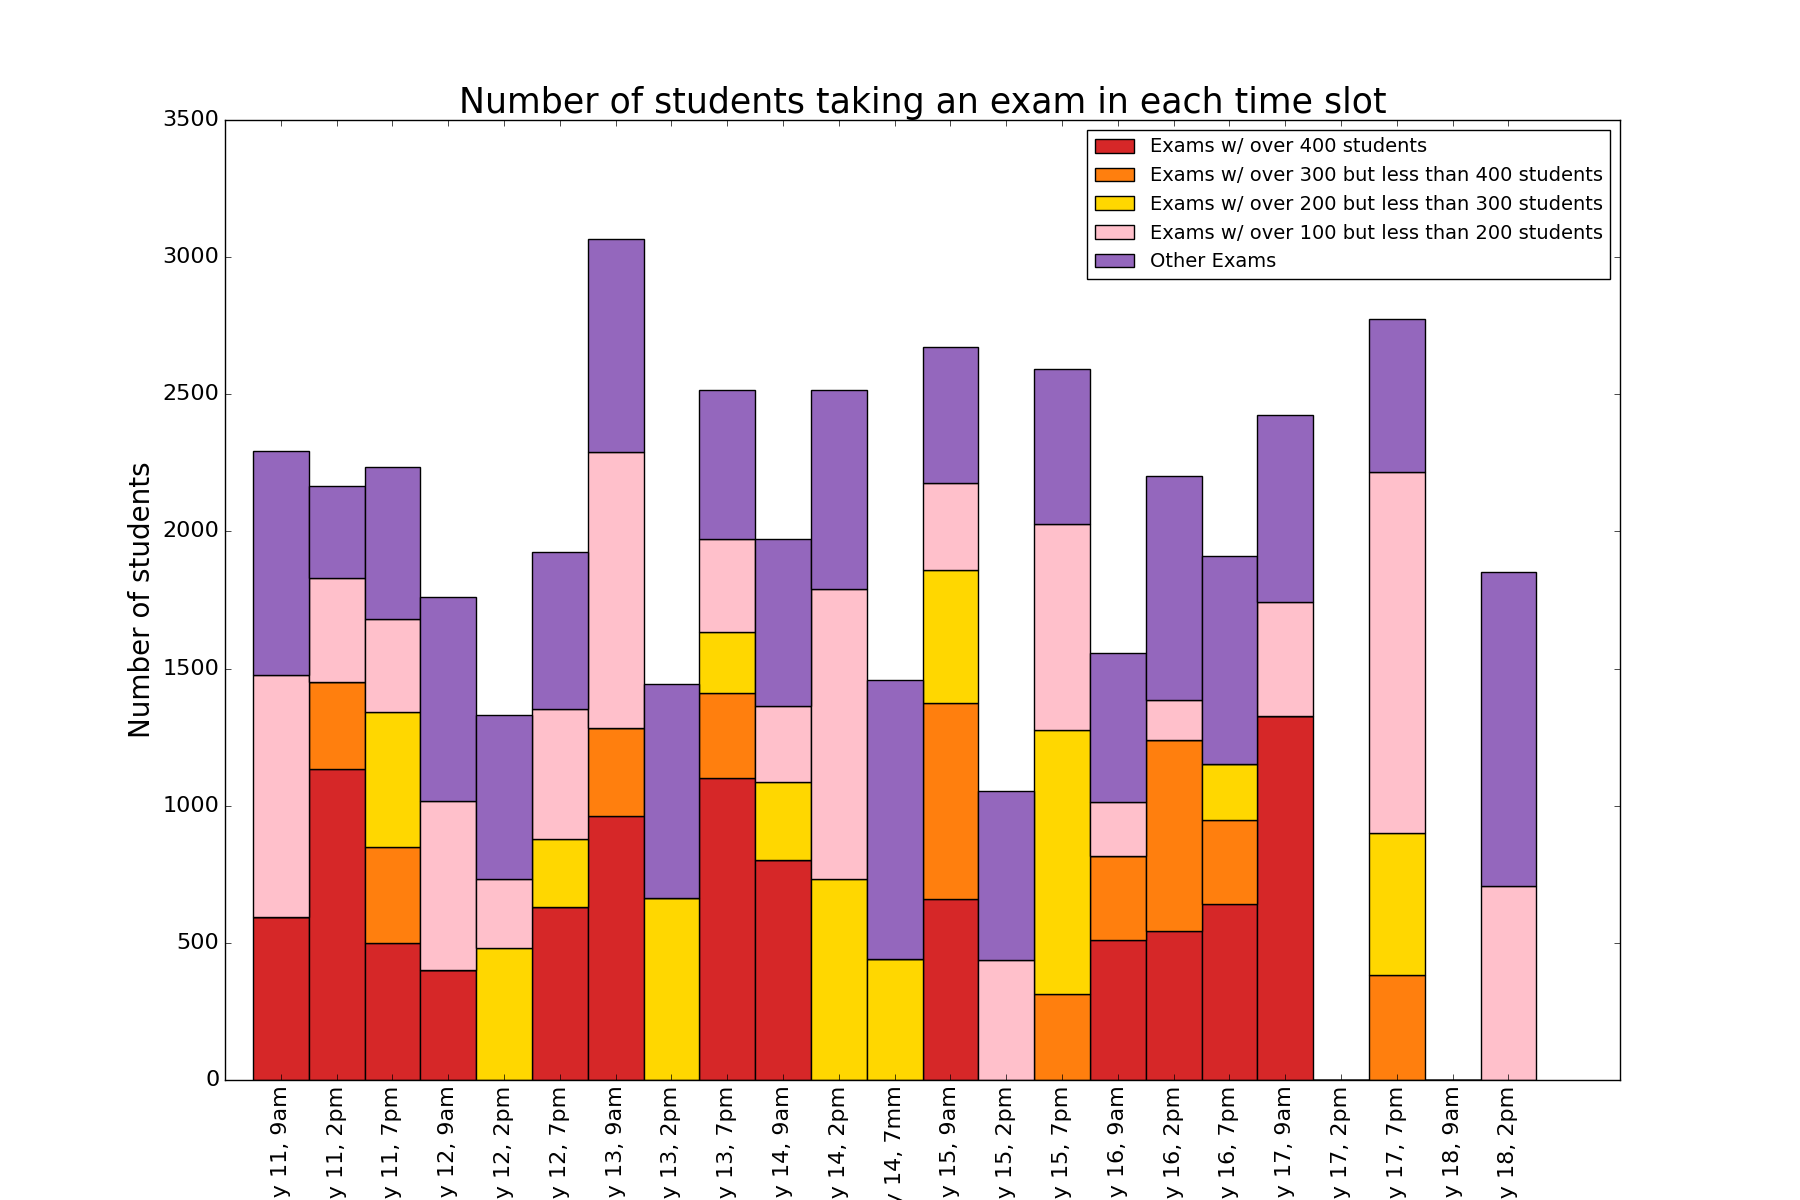 Number of students taking an exam in each time slot
3500
3000
2500
2000
1500
1000
500
0
Number of students
Exams w/ over 400 students
Exams w/ over 300 but less than 400 students
Exams w/ over 200 but less than 300 students
Exams w/ over 100 but less than 200 students
Other Exams
y 11, 9am
y 11, 2pm
y 11, 7pm
y 12, 9am
y 12, 2pm
y 12, 7pm
y 13, 9am
y 13, 2pm
y 13, 7pm
y 14, 9am
y 14, 2pm
y 14, 7mm
y 15, 9am
y 15, 2pm
y 15, 7pm
y 16, 9am
y 16, 2pm
y 16, 7pm
y 17, 9am
y 17, 2pm
y 17, 7pm
y 18, 9am
y 18, 2pm